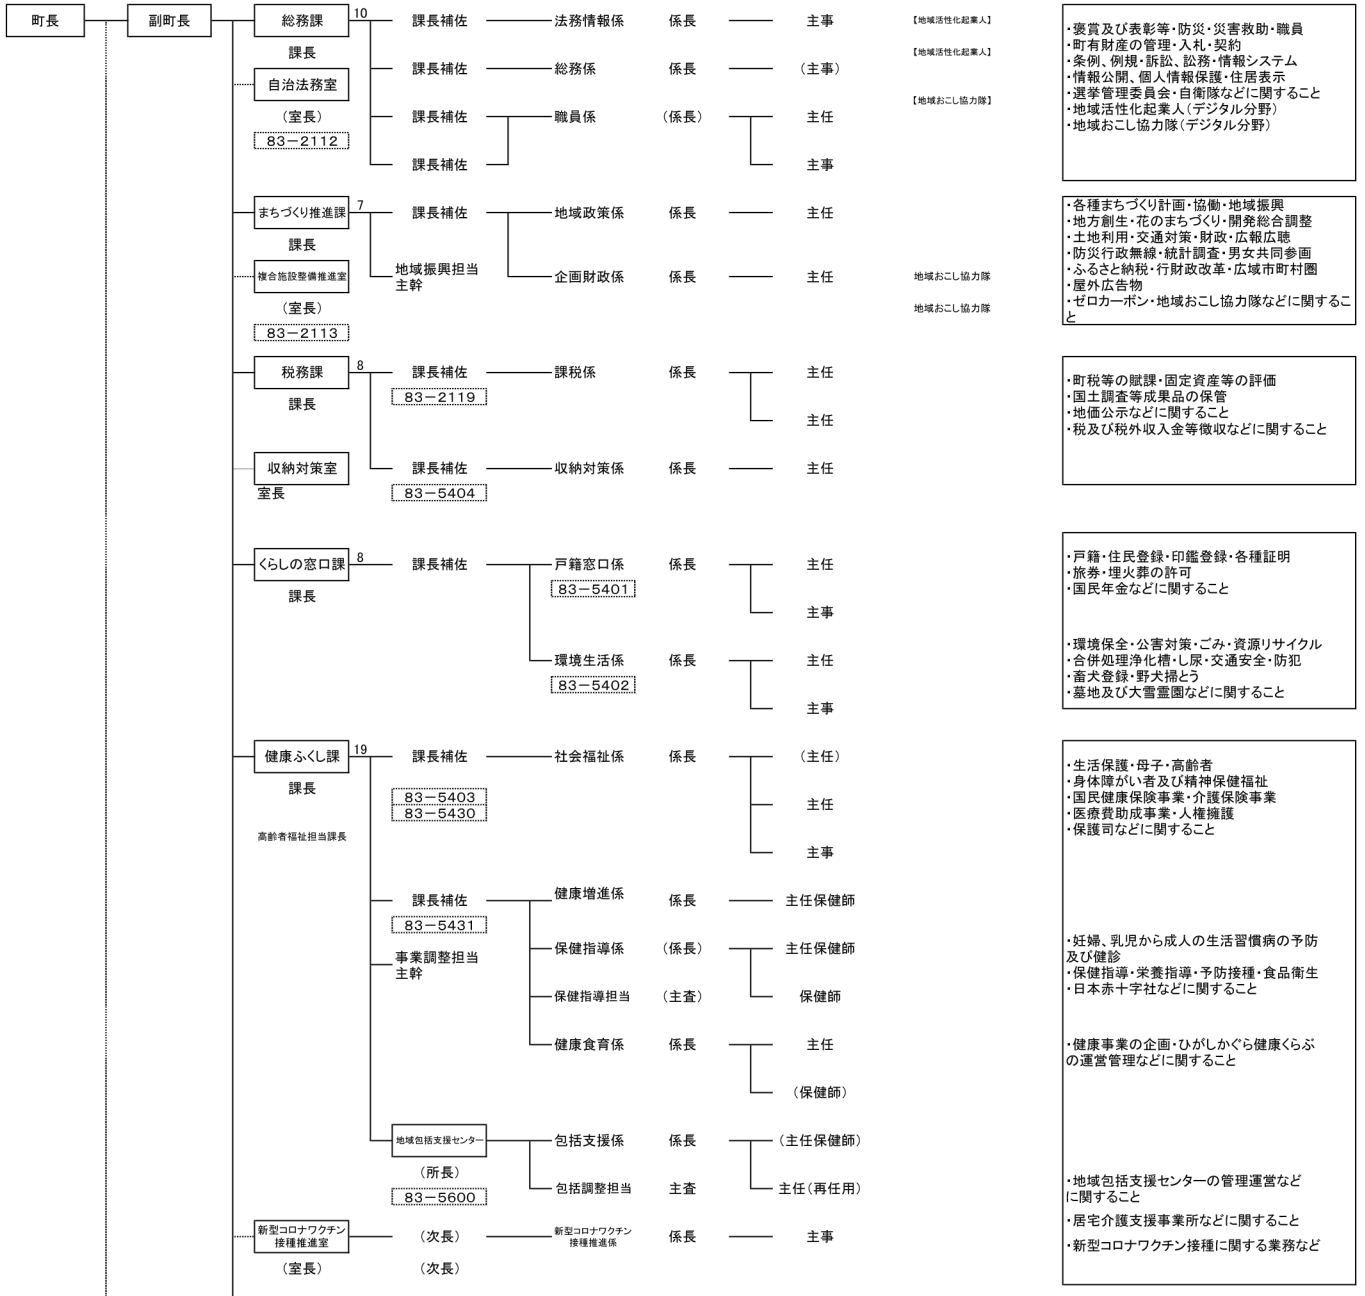 町長 副町長 総務課 10 課長補佐 法務情報係 係長 主事 【地域活性化起業人】
課長 【地域活性化起業人】
課長補佐 総務係 係長 (主事)
自治法務室
(室長) 課長補佐 職員係 (係長) 主任 【地域おこし協力隊】
83-2112
課長補佐 主事
・褒賞及び表彰等・防災・災害救助・職員
・町有財産の管理・入札・契約
・条例、例規・訴訟、訟務・情報システム
・情報公開、個人情報保護・住居表示
・選挙管理委員会・自衛隊などに関すること
・地域活性化起業人(デジタル分野)
・地域おこし協力隊(デジタル分野)
まちづくり推進課 7 課長補佐 地域政策係 係長 主任
課長
複合施設整備推進室 地域振興担当 企画財政係 係長 主任 地域おこし協力隊
主幹
(室長) 地域おこし協力隊
83-2113
・各種まちづくり計画・協働・地域振興
・地方創生・花のまちづくり・開発総合調整
・土地利用・交通対策・財政・広報広聴
・防災行政無線・統計調査・男女共同参画
・ふるさと納税・行財政改革・広域市町村圏
・屋外広告物
・ゼロカーボン・地域おこし協力隊などに関するこ
と
税務課 8 課長補佐 課税係 係長 主任
83-2119
課長
主任
収納対策室 課長補佐 収納対策係 係長 主任
室長 83-5404
・町税等の賦課・固定資産等の評価
・国土調査等成果品の保管
・地価公示などに関すること
・税及び税外収入金等徴収などに関すること
くらしの窓口課 8 課長補佐 戸籍窓口係 係長 主任
83-5401
課長
主事
環境生活係 係長 主任
83-5402
主事
・戸籍・住民登録・印鑑登録・各種証明
・旅券・埋火葬の許可
・国民年金などに関すること
・環境保全・公害対策・ごみ・資源リサイクル
・合併処理浄化槽・し尿・交通安全・防犯
・畜犬登録・野犬掃とう
・墓地及び大雪霊園などに関すること
健康ふくし課 19 課長補佐 社会福祉係 係長 (主任)
課長
83-5403
83-5430 主任
高齢者福祉担当課長
主事
課長補佐 健康増進係 係長 主任保健師
83-5431
保健指導係 (係長) 主任保健師
事業調整担当
主幹
保健指導担当 (主査) 保健師
健康食育係 係長 主任
(保健師)
地域包括支援センター 包括支援係 係長 (主任保健師)
(所長)
83-5600 包括調整担当 主査 主任(再任用)
新型コロナワクチン
接種推進室 (次長) 新型コロナワクチン
接種推進係 係長 主事
(室長) (次長)
・生活保護・母子・高齢者
・身体障がい者及び精神保健福祉
・国民健康保険事業・介護保険事業
・医療費助成事業・人権擁護
・保護司などに関すること
・妊婦、乳児から成人の生活習慣病の予防
及び健診
・保健指導・栄養指導・予防接種・食品衛生
・日本赤十字社などに関すること
・健康事業の企画・ひがしかぐら健康くらぶ
の運営管理などに関すること
・地域包括支援センターの管理運営など
に関すること
・居宅介護支援事業所などに関すること
・新型コロナワクチン接種に関する業務など